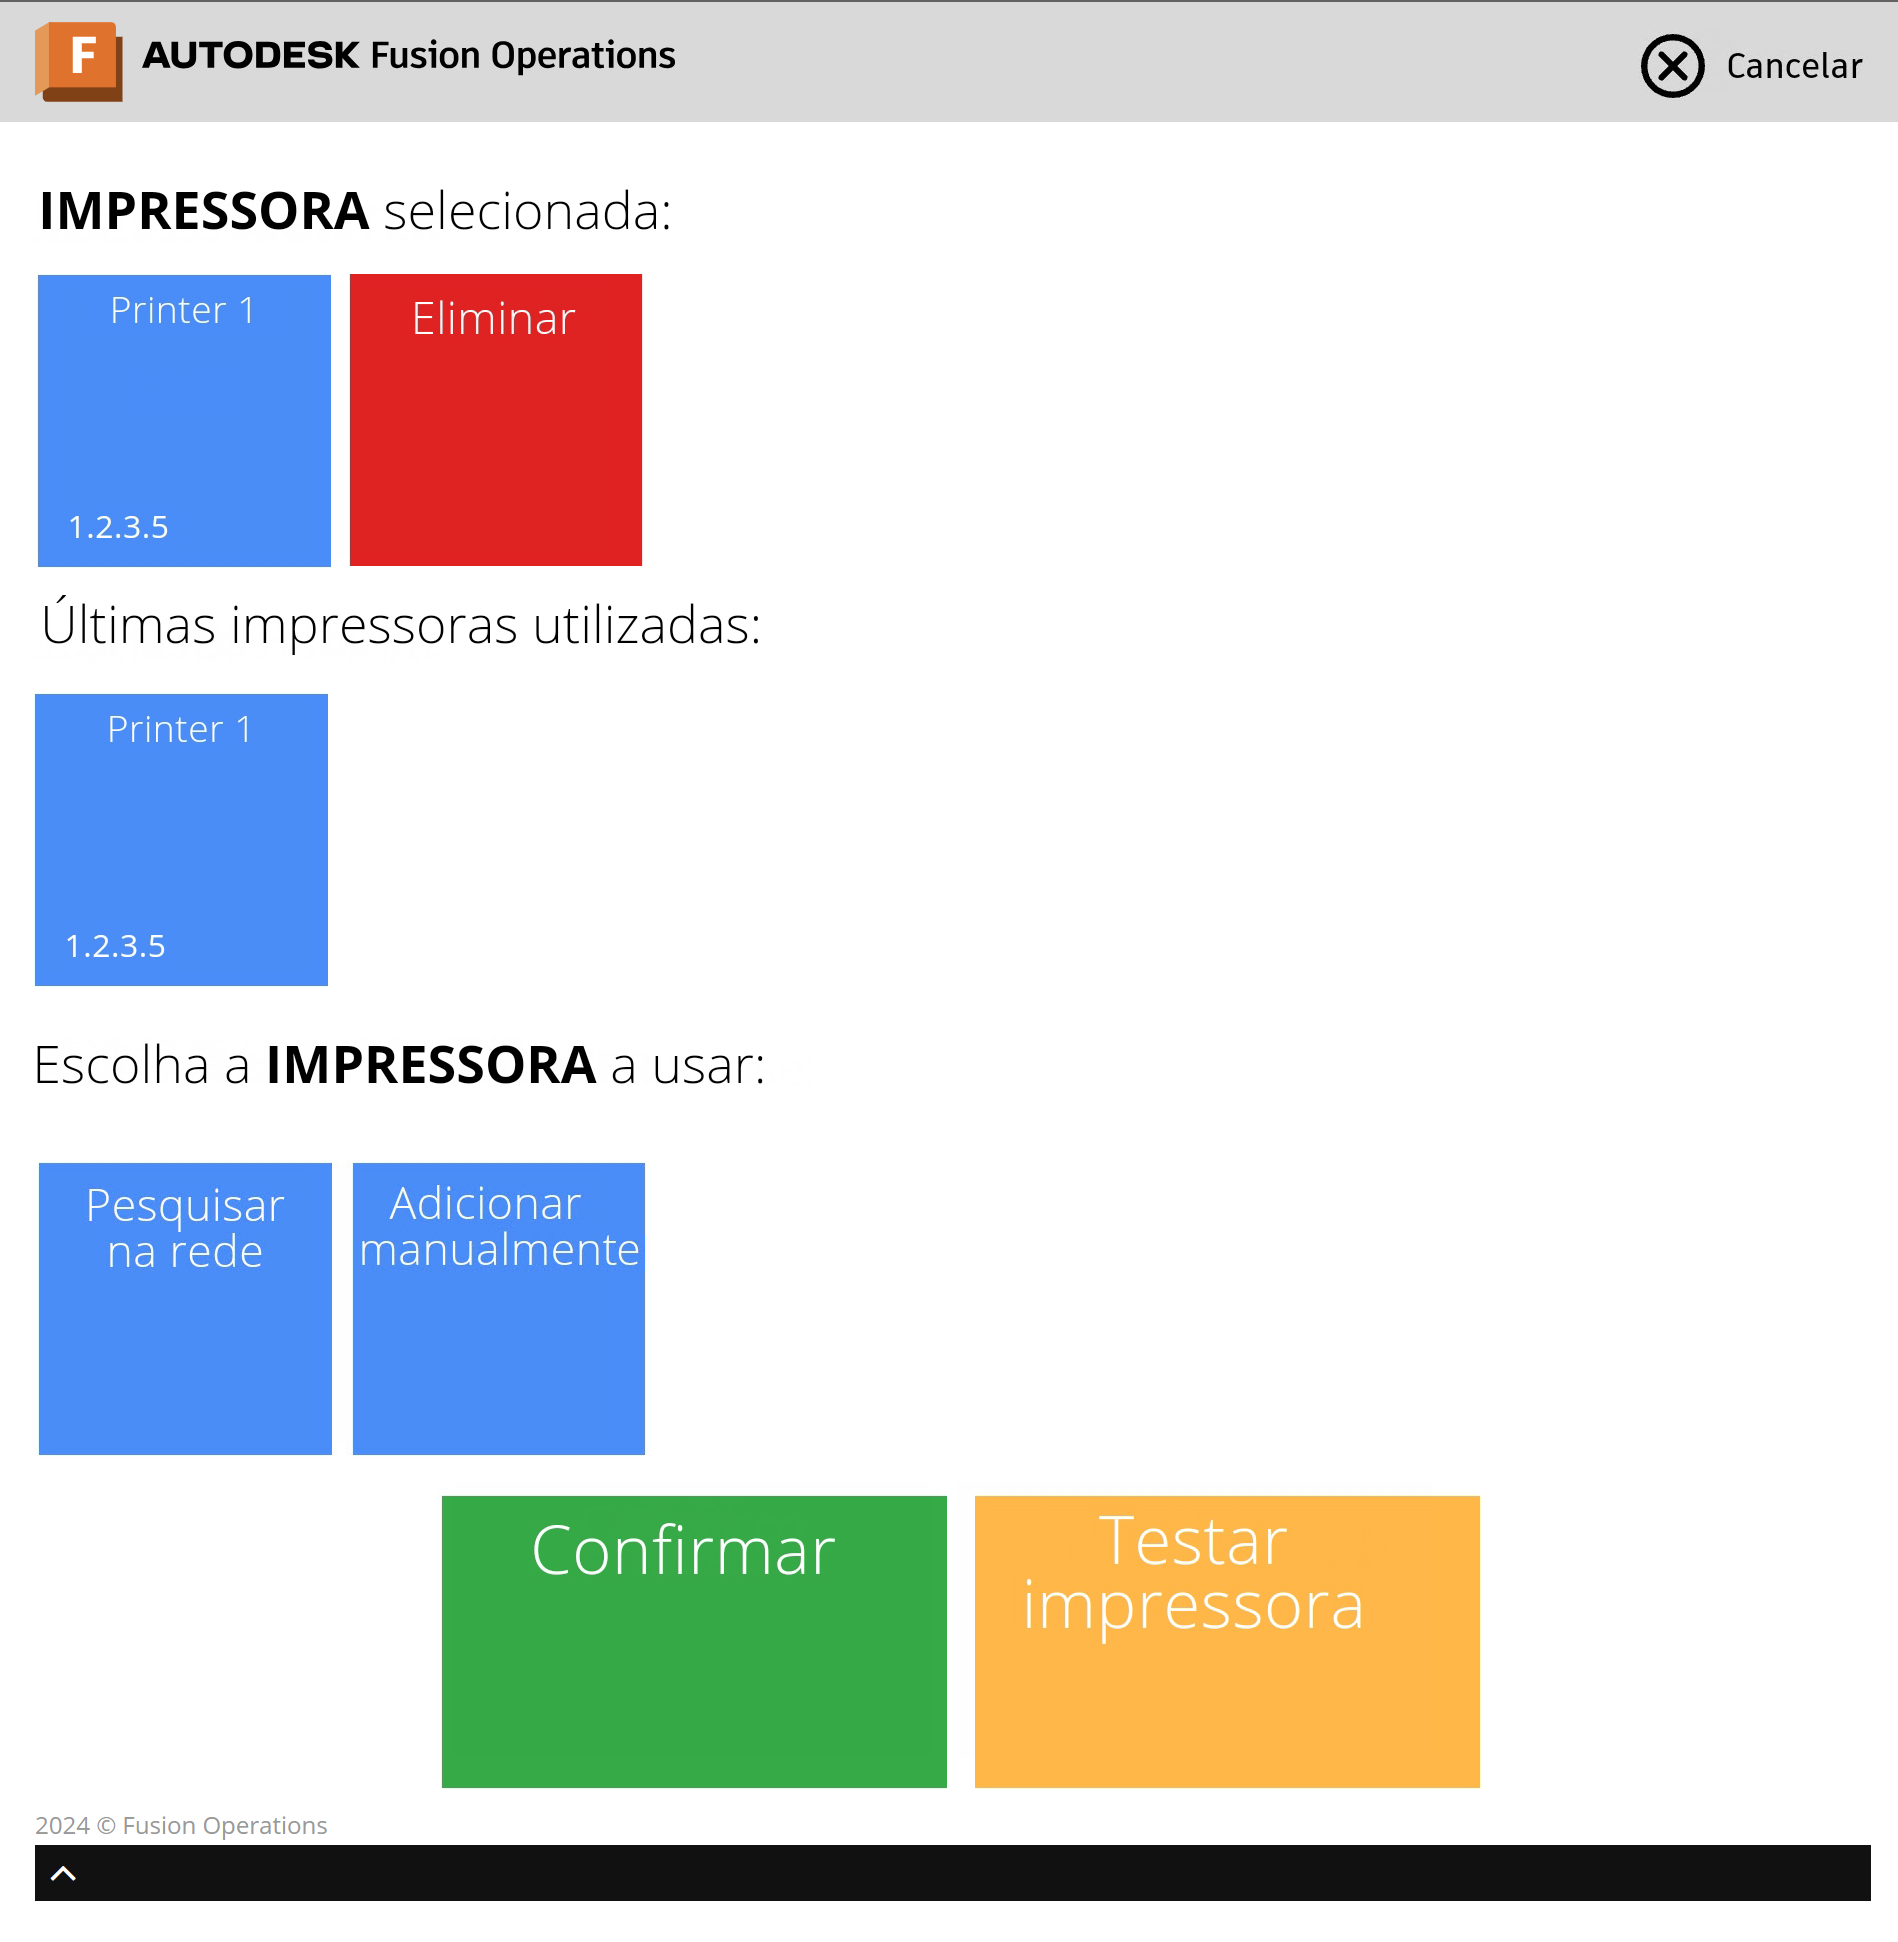 F AUTODESK Fusion Operations
Cancelar
IMPRESSORA selecionada:
Printer 1
1.2.3.5
Eliminar
Últimas impressoras utilizadas:
Printer 1
1.2.3.5
Escolha a IMPRESSORA a usar:
Pesquisar
na rede
Adicionar
manualmente
Confirmar
Testar
impressora
2024 © Fusion Operations